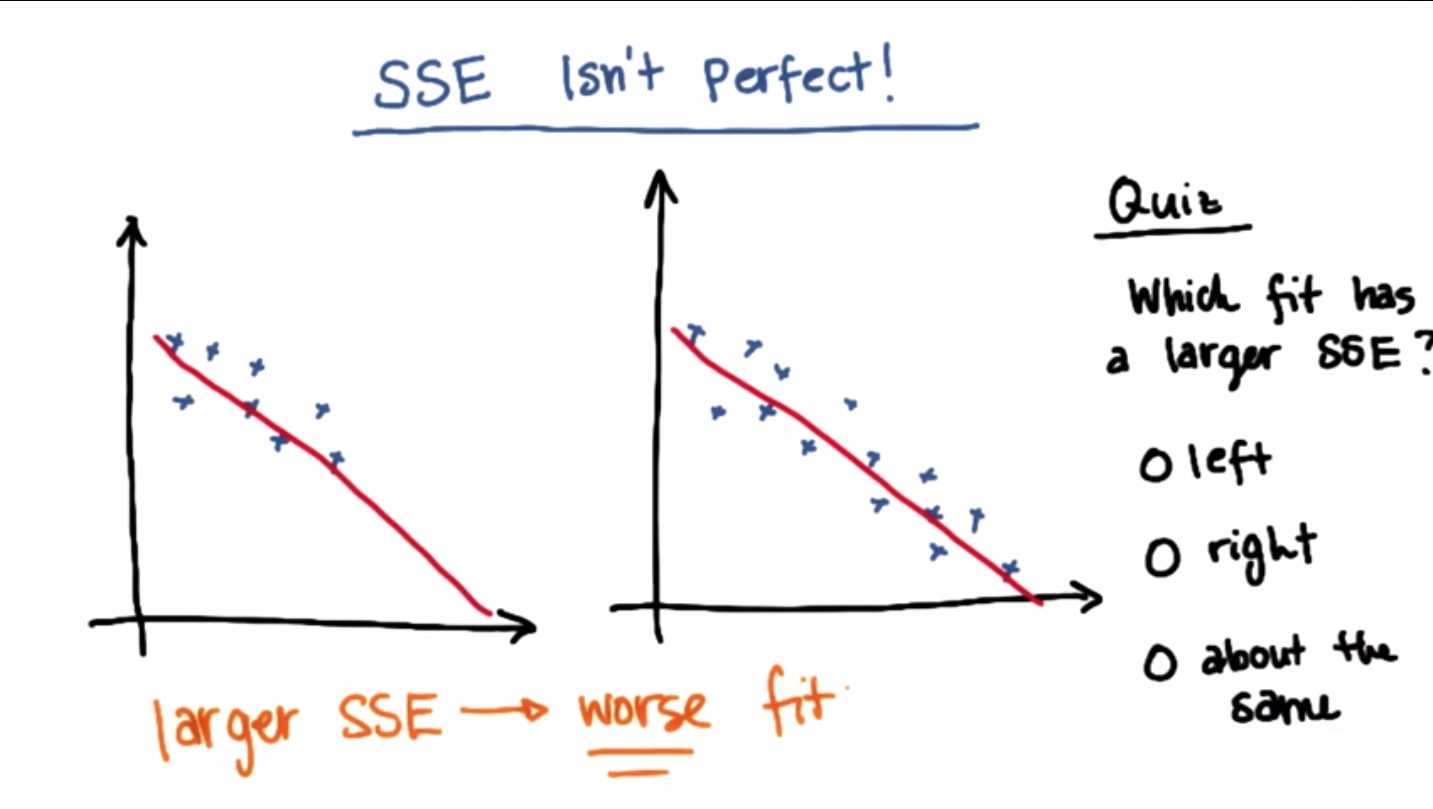 SSE Isn't Perfect!
Quiz
Which fit has
a larger SSE?
left
right
about the
same
larger SSE → worse fit